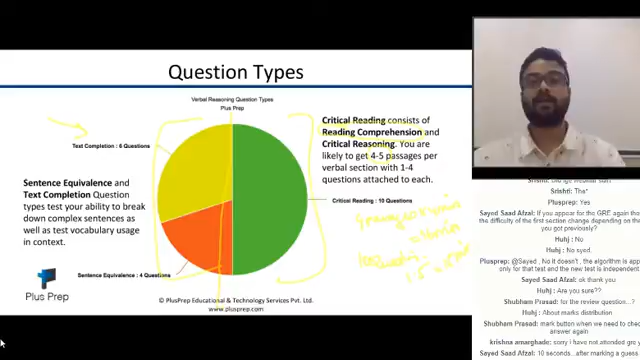 Question Types
Verbal Reasoning Question Types
Plus Prep
Text Completion : 6 Questions
Sentence Equivalence and
Text Completion Question
types test your ability to break
down complex sentences as
well as test vocabulary usage
in context.
Sentence Equivalence : 4 Questions
Critical Reading consists of
Reading Comprehension and
Critical Reasoning. You are
likely to get 4-5 passages per
verbal section with 1-4
questions attached to each.
Critical Reading : 10 Questions
Plus Prep
© PlusPrep Educational & Technology Services Pvt. Ltd.
www.plusprep.com
Srishti : Tha*
Plusprep : Yes
Sayed Saad Afzal: If you appear for the GRE again then
the difficulty of the first section change depending on the
you got previously?
Huhj : No
Huhj : No syed.
Plusprep : @Sayed , No it doesn't , the algorithm is app
only for that test and the new test is independen
Sayed Saad Afzal : ok thank you
Huhj : Are you sure??
Shubham Prasad : for the review question..?
Huhj : About marks distribution
Shubham Prasad : mark button when we need to chec
answer again
krishna amarghade : sorry i have not attended gre
Sayed Saad Afzal : 10 seconds...after marking a guess